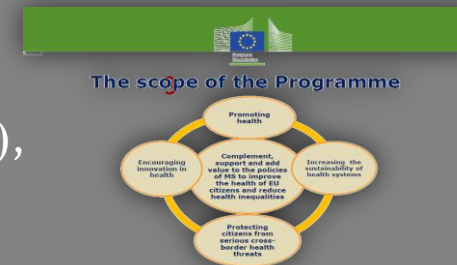 European
Commission
The scope of the Programme
),
Promoting
health
Encouraging
innovation in
health
Complement,
support and add
value to the policies
of MS to improve
the health of EU
citizens and reduce
health inequalities
Increasing the
sustainability of
health systems
Protecting
citizens from
serious cross-
border health
threats